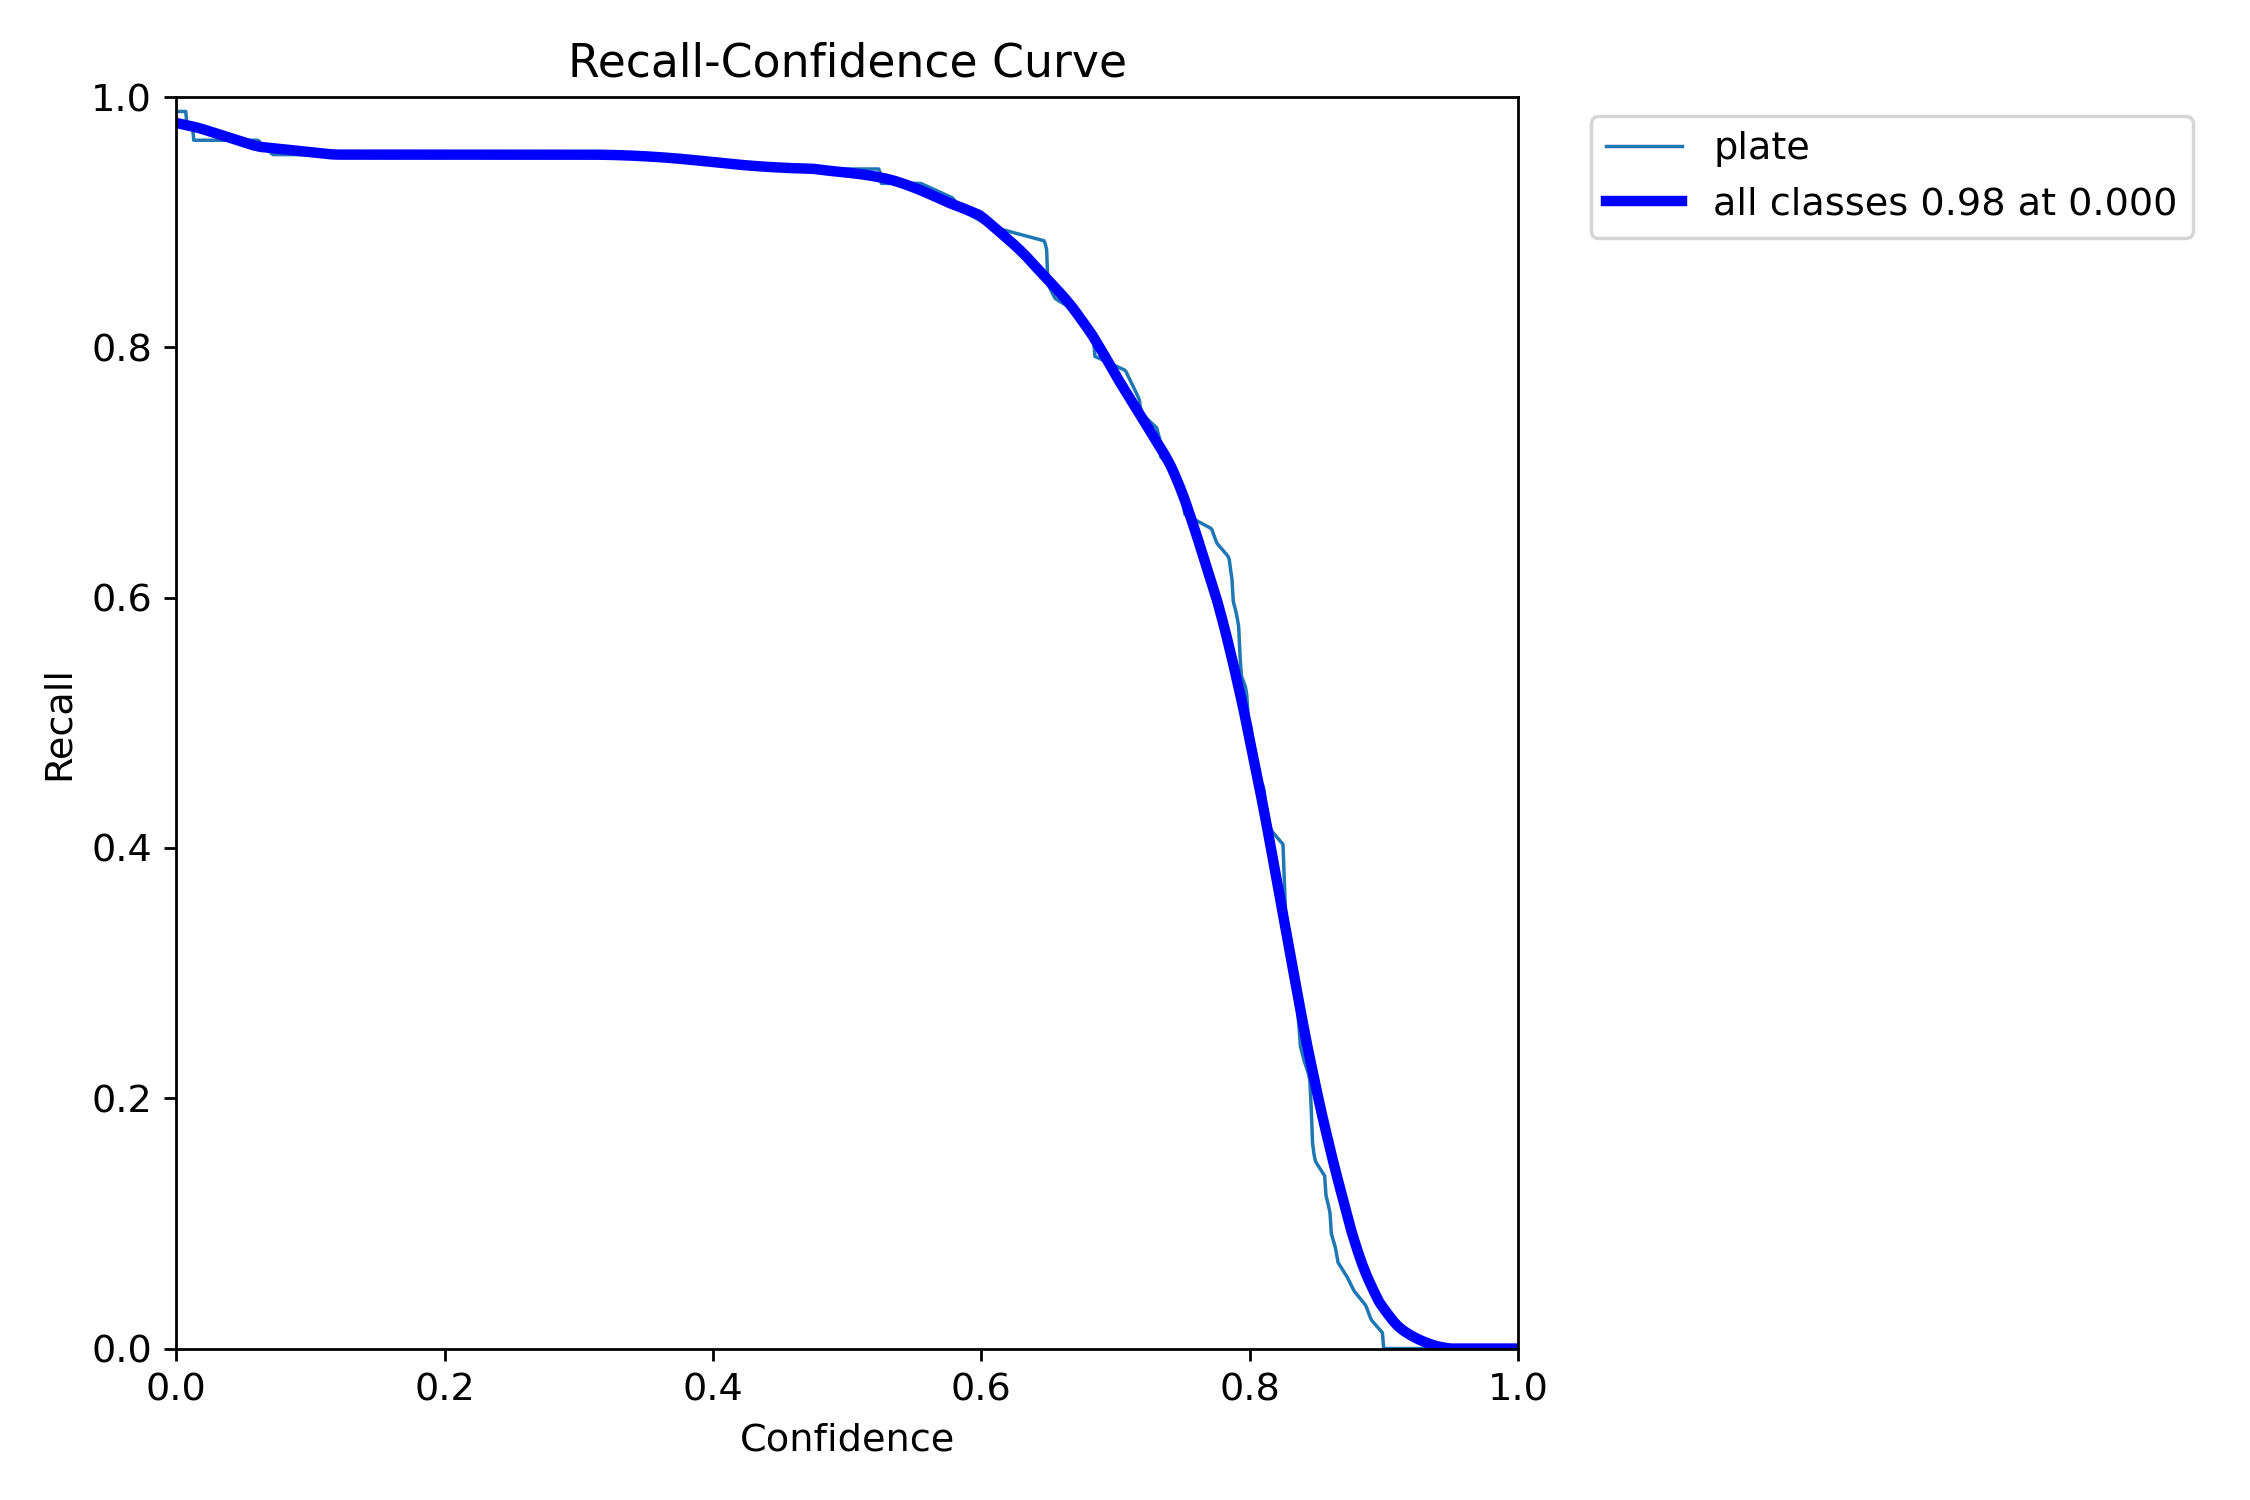 Recall-Confidence Curve
1.0
0.8
0.6
0.4
0.2
0.0
Recall
0.0 0.2 0.4 0.6 0.8 1.0
Confidence
plate
all classes 0.98 at 0.000